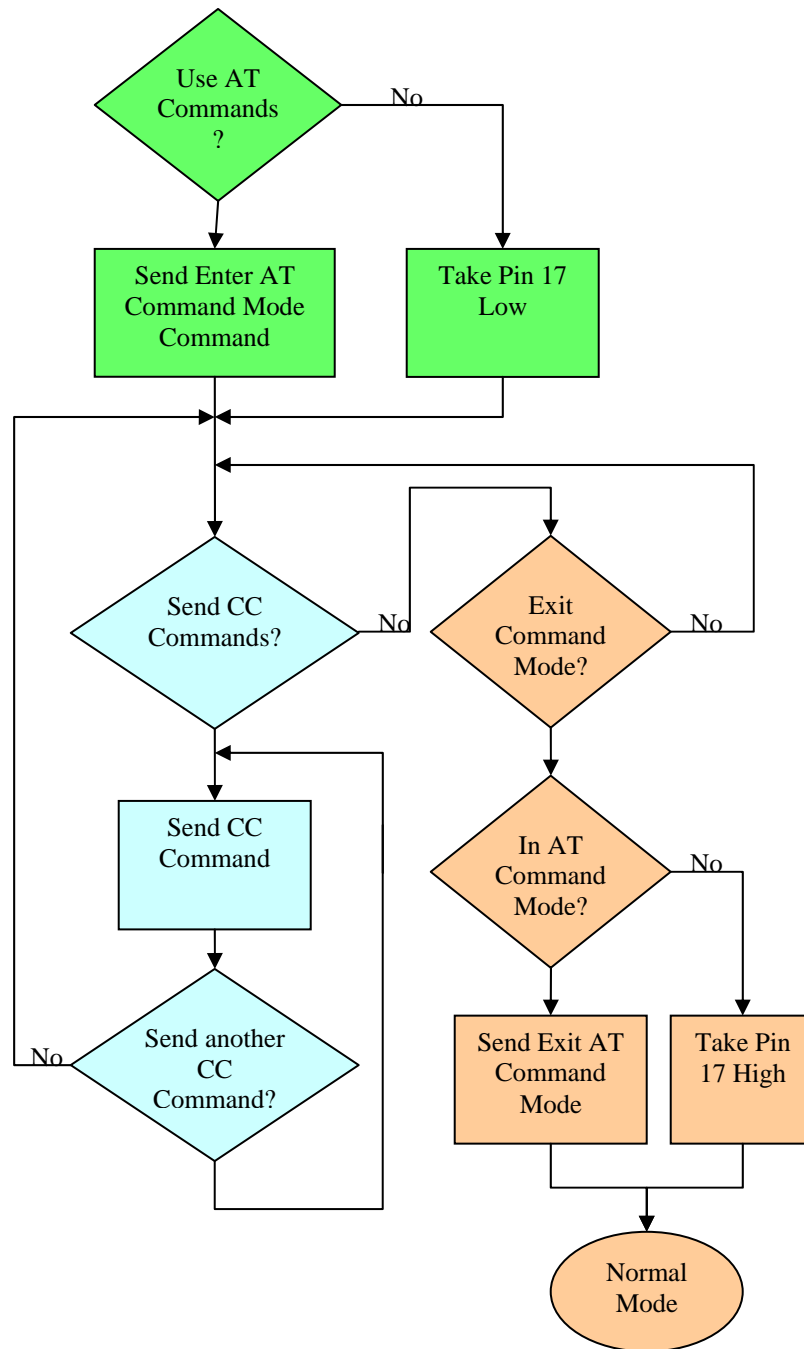 Use AT
Commands
?
No
Send Enter AT
Command Mode
Command
Take Pin 17
Low
Send CC
Commands?
No
Exit
Command
Mode?
No
Send CC
Command
In AT
Command
Mode?
No
Send another
CC
Command?
No
Send Exit AT
Command
Mode
Take Pin
17 High
Normal
Mode